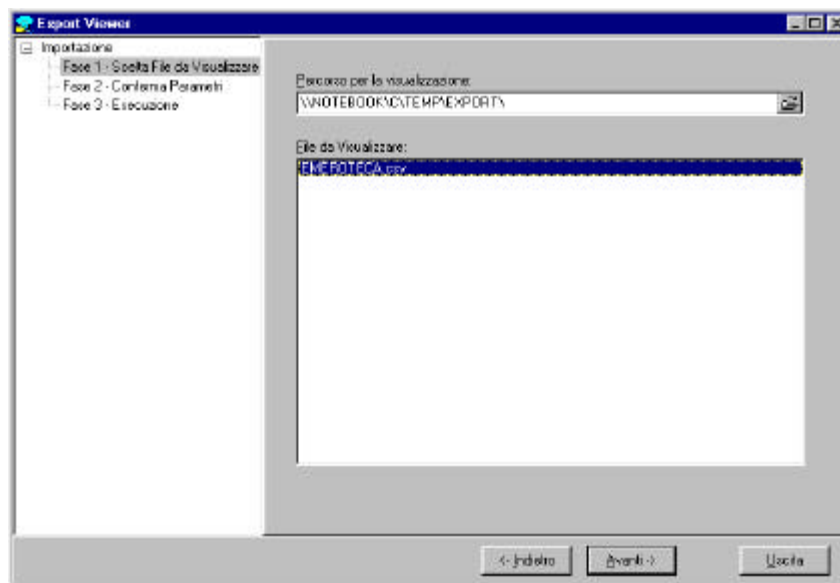 Export Viewer
Importazione
Fase 1 - Scelta File da Visualizzare
Fase 2 - Conferma Parametri
Fase 3 - Esecuzione
Percorso per la visualizzazione:
\\NOTEBOOK\C\TEMP\EXPORT\
File da Visualizzare:
EMEROTECA.csv
<- Indietro
Avanti ->
Uscita